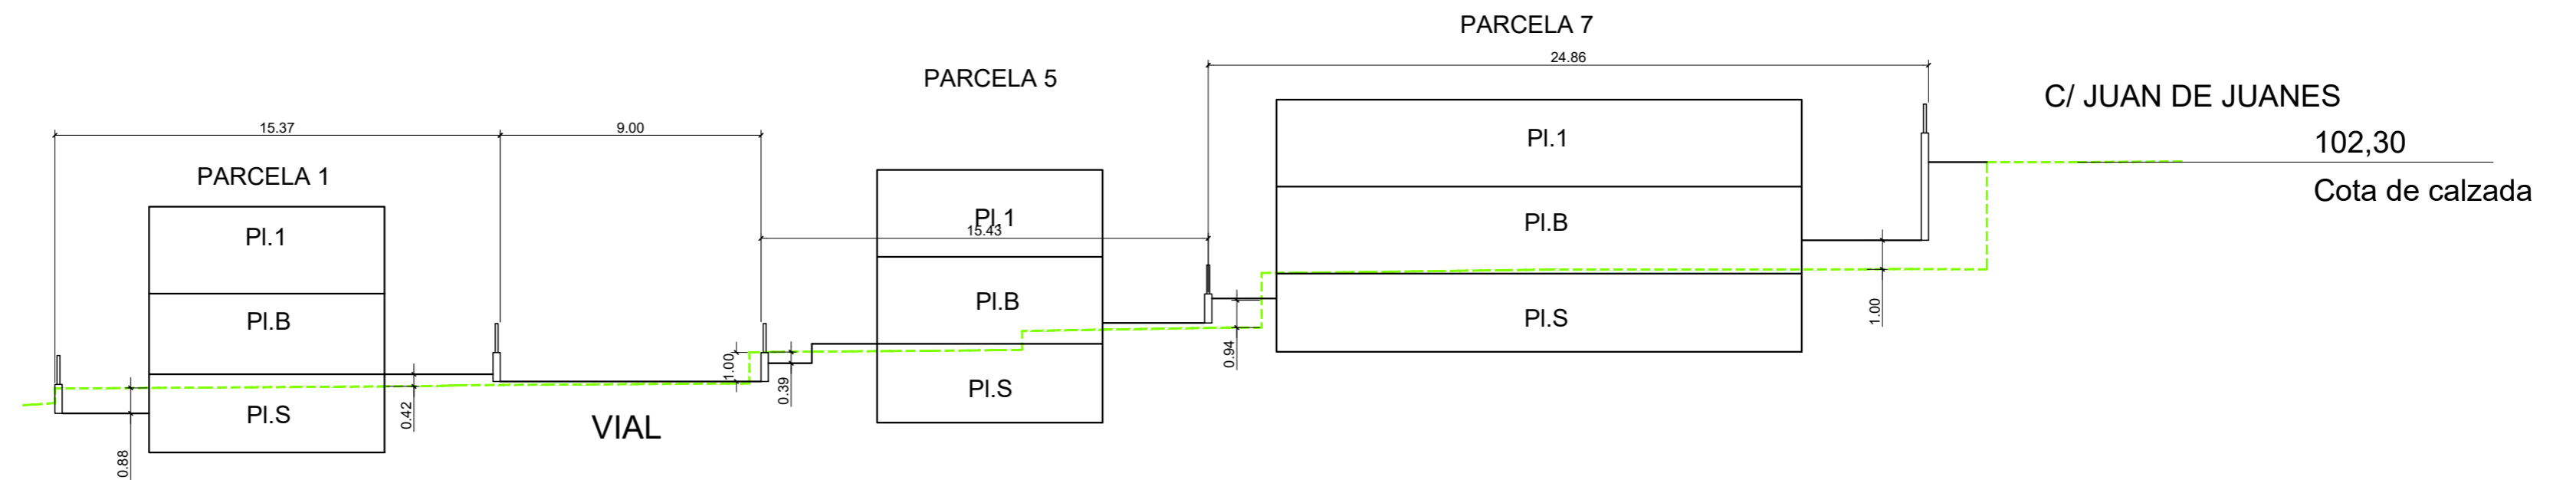 PARCELA 7
24.86
PARCELA 5
C/ JUAN DE JUANES
15.37
9.00
102,30
Pl.1
PARCELA 1
Cota de calzada
Pl.1
15.43
Pl.B
Pl.1
Pl.B
Pl.B
1.00
Pl.S
0.94
1.00
0.39
Pl.S
Pl.S
0.42
VIAL
0.88